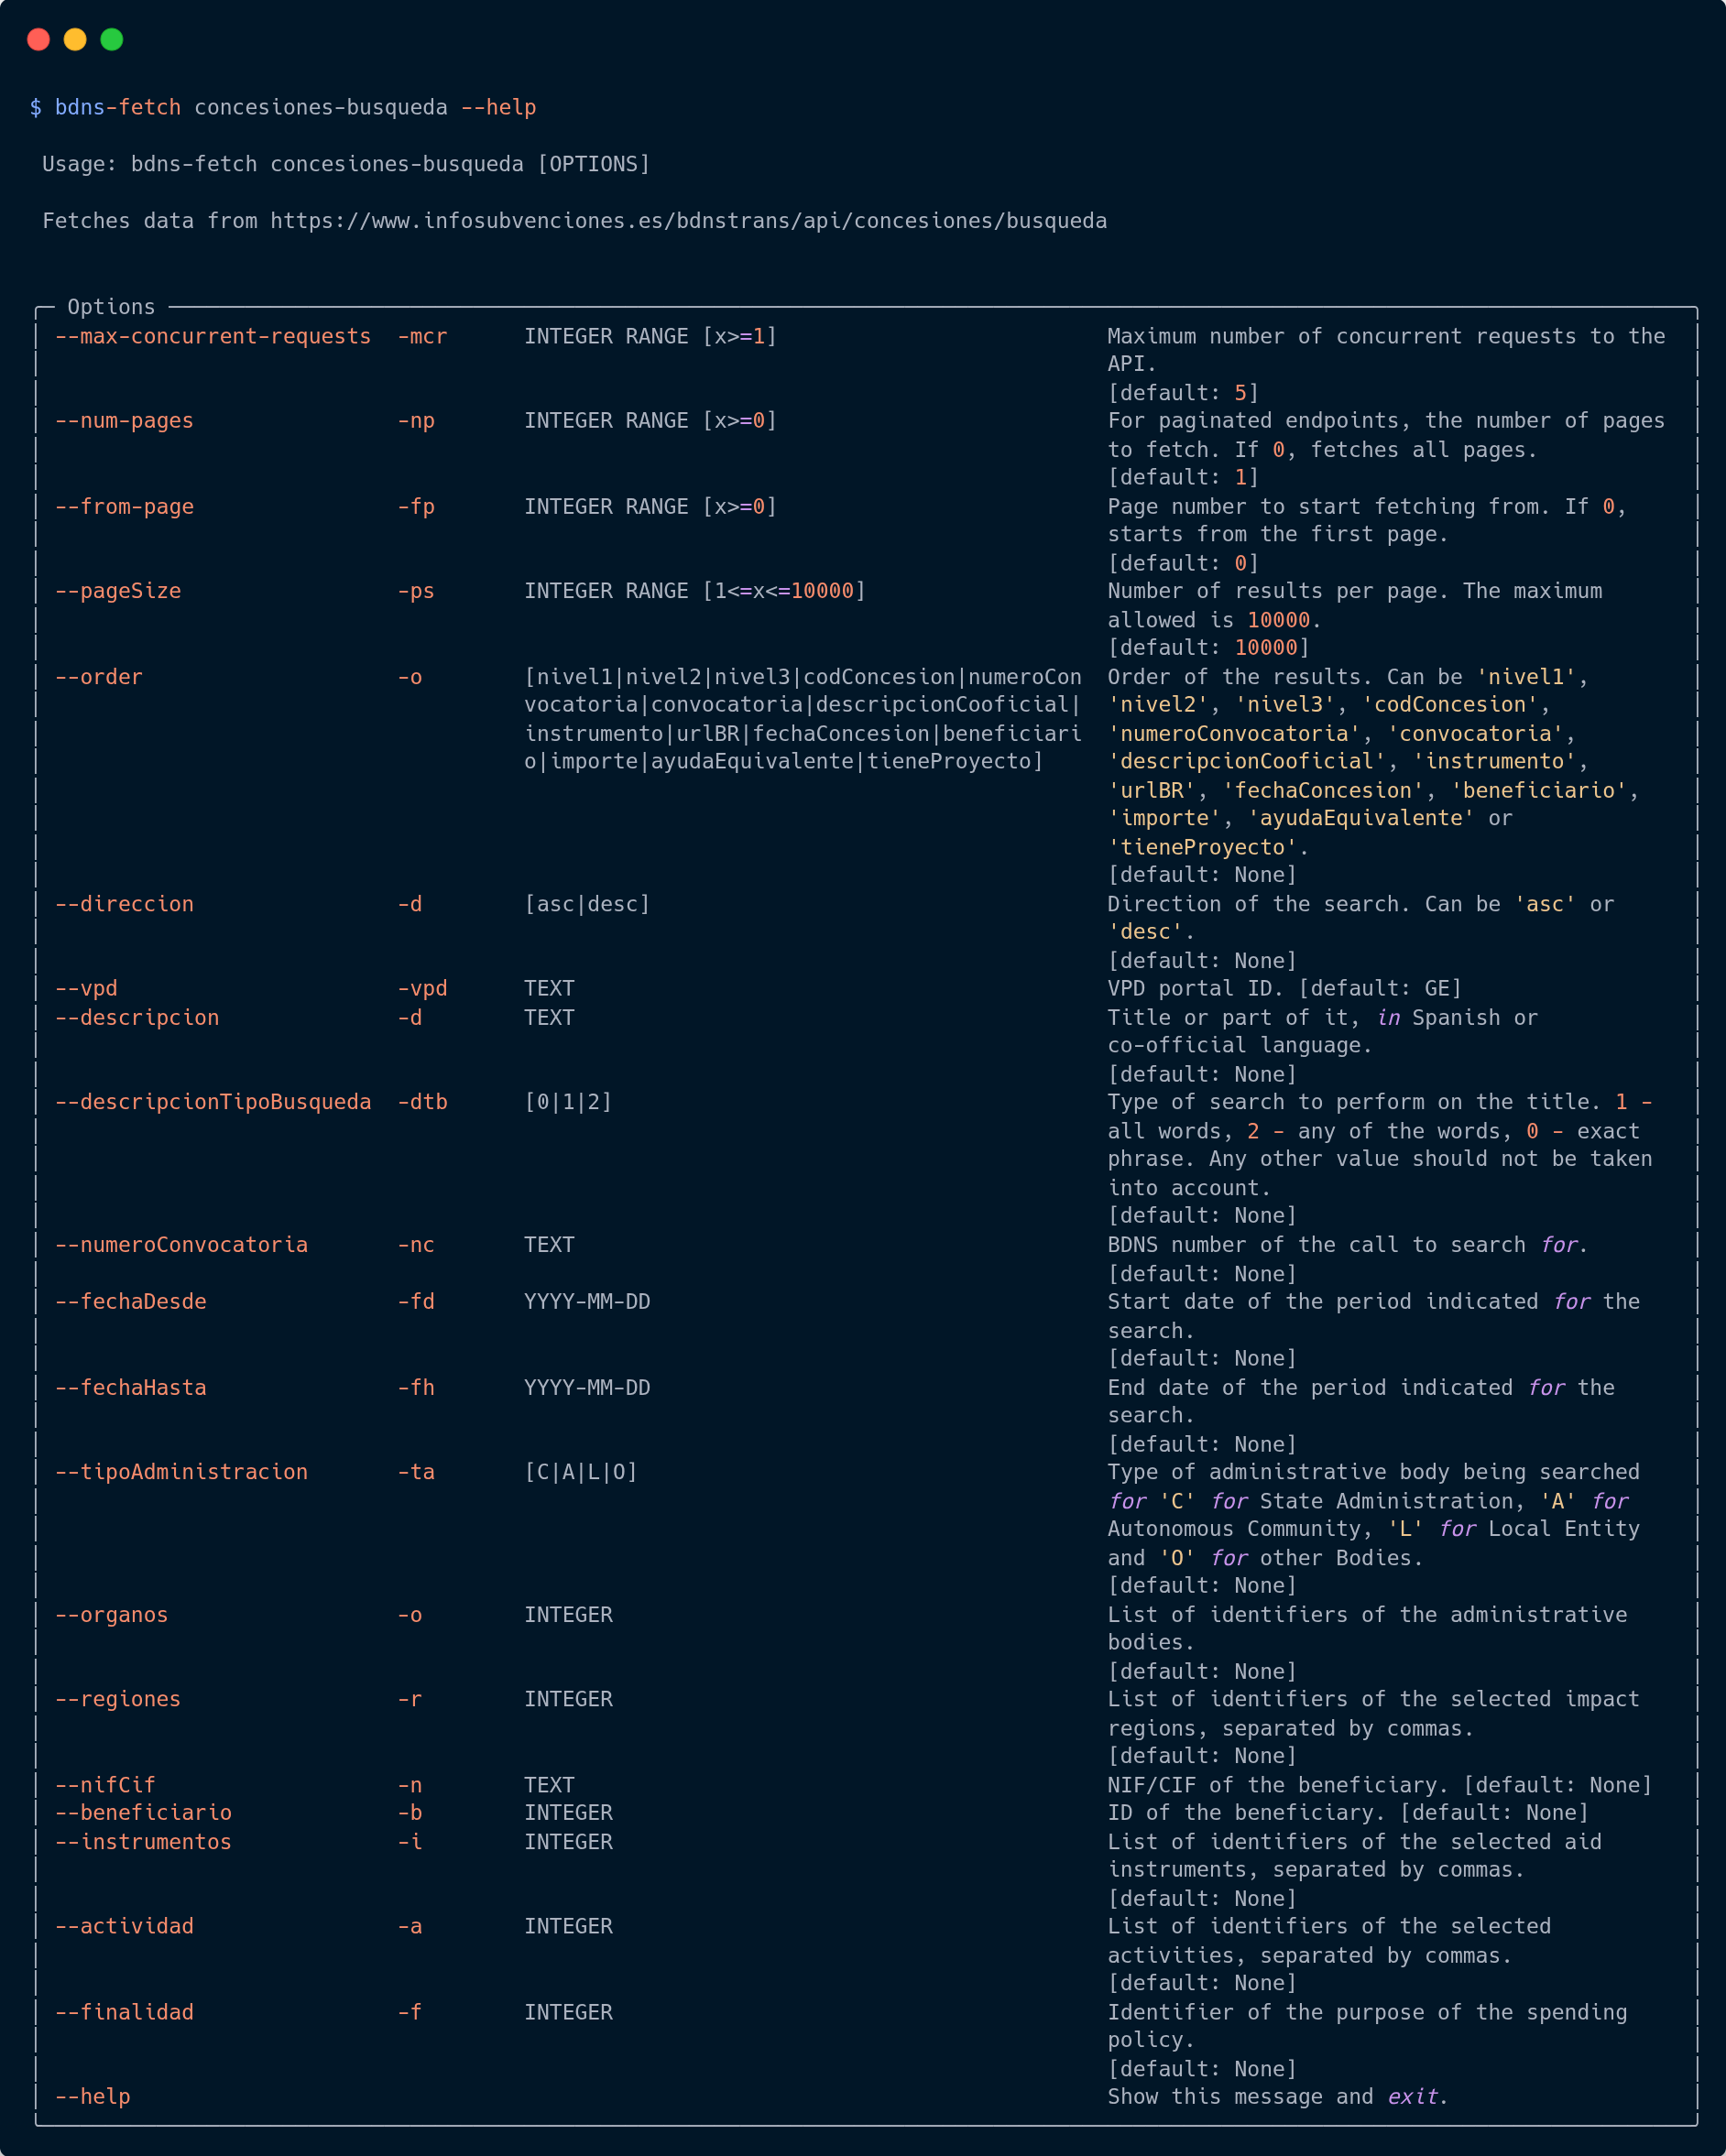 $ bdns-fetch concesiones-busqueda --help
Usage: bdns-fetch concesiones-busqueda [OPTIONS]
Fetches data from https://www.infosubvenciones.es/bdnstrans/api/concesiones/busqueda
Options
--max-concurrent-requests -mcr INTEGER RANGE [x>=1] Maximum number of concurrent requests to the
API.
[default: 5]
--num-pages -np INTEGER RANGE [x>=0] For paginated endpoints, the number of pages
to fetch. If 0, fetches all pages.
[default: 1]
--from-page -fp INTEGER RANGE [x>=0] Page number to start fetching from. If 0,
starts from the first page.
[default: 0]
--pageSize -ps INTEGER RANGE [1<=x<=10000] Number of results per page. The maximum
allowed is 10000.
[default: 10000]
--order -o [nivel1|nivel2|nivel3|codConcesion|numeroCon Order of the results. Can be 'nivel1',
vocatoria|convocatoria|descripcionCooficial| 'nivel2', 'nivel3', 'codConcesion',
instrumento|urlBR|fechaConcesion|beneficiari 'numeroConvocatoria', 'convocatoria',
o|importe|ayudaEquivalente|tieneProyecto] 'descripcionCooficial', 'instrumento',
'urlBR', 'fechaConcesion', 'beneficiario',
'importe', 'ayudaEquivalente' or
'tieneProyecto'.
[default: None]
--direccion -d [asc|desc] Direction of the search. Can be 'asc' or
'desc'.
[default: None]
--vpd -vpd TEXT VPD portal ID. [default: GE]
--descripcion -d TEXT Title or part of it, in Spanish or
co-official language.
[default: None]
--descripcionTipoBusqueda -dtb [0|1|2] Type of search to perform on the title. 1 -
all words, 2 - any of the words, 0 - exact
phrase. Any other value should not be taken
into account.
[default: None]
--numeroConvocatoria -nc TEXT BDNS number of the call to search for.
[default: None]
--fechaDesde -fd YYYY-MM-DD Start date of the period indicated for the
search.
[default: None]
--fechaHasta -fh YYYY-MM-DD End date of the period indicated for the
search.
[default: None]
--tipoAdministracion -ta [C|A|L|O] Type of administrative body being searched
for 'C' for State Administration, 'A' for
Autonomous Community, 'L' for Local Entity
and 'O' for other Bodies.
[default: None]
--organos -o INTEGER List of identifiers of the administrative
bodies.
[default: None]
--regiones -r INTEGER List of identifiers of the selected impact
regions, separated by commas.
[default: None]
--nifCif -n TEXT NIF/CIF of the beneficiary. [default: None]
--beneficiario -b INTEGER ID of the beneficiary. [default: None]
--instrumentos -i INTEGER List of identifiers of the selected aid
instruments, separated by commas.
[default: None]
--actividad -a INTEGER List of identifiers of the selected
activities, separated by commas.
[default: None]
--finalidad -f INTEGER Identifier of the purpose of the spending
policy.
[default: None]
--help Show this message and exit.